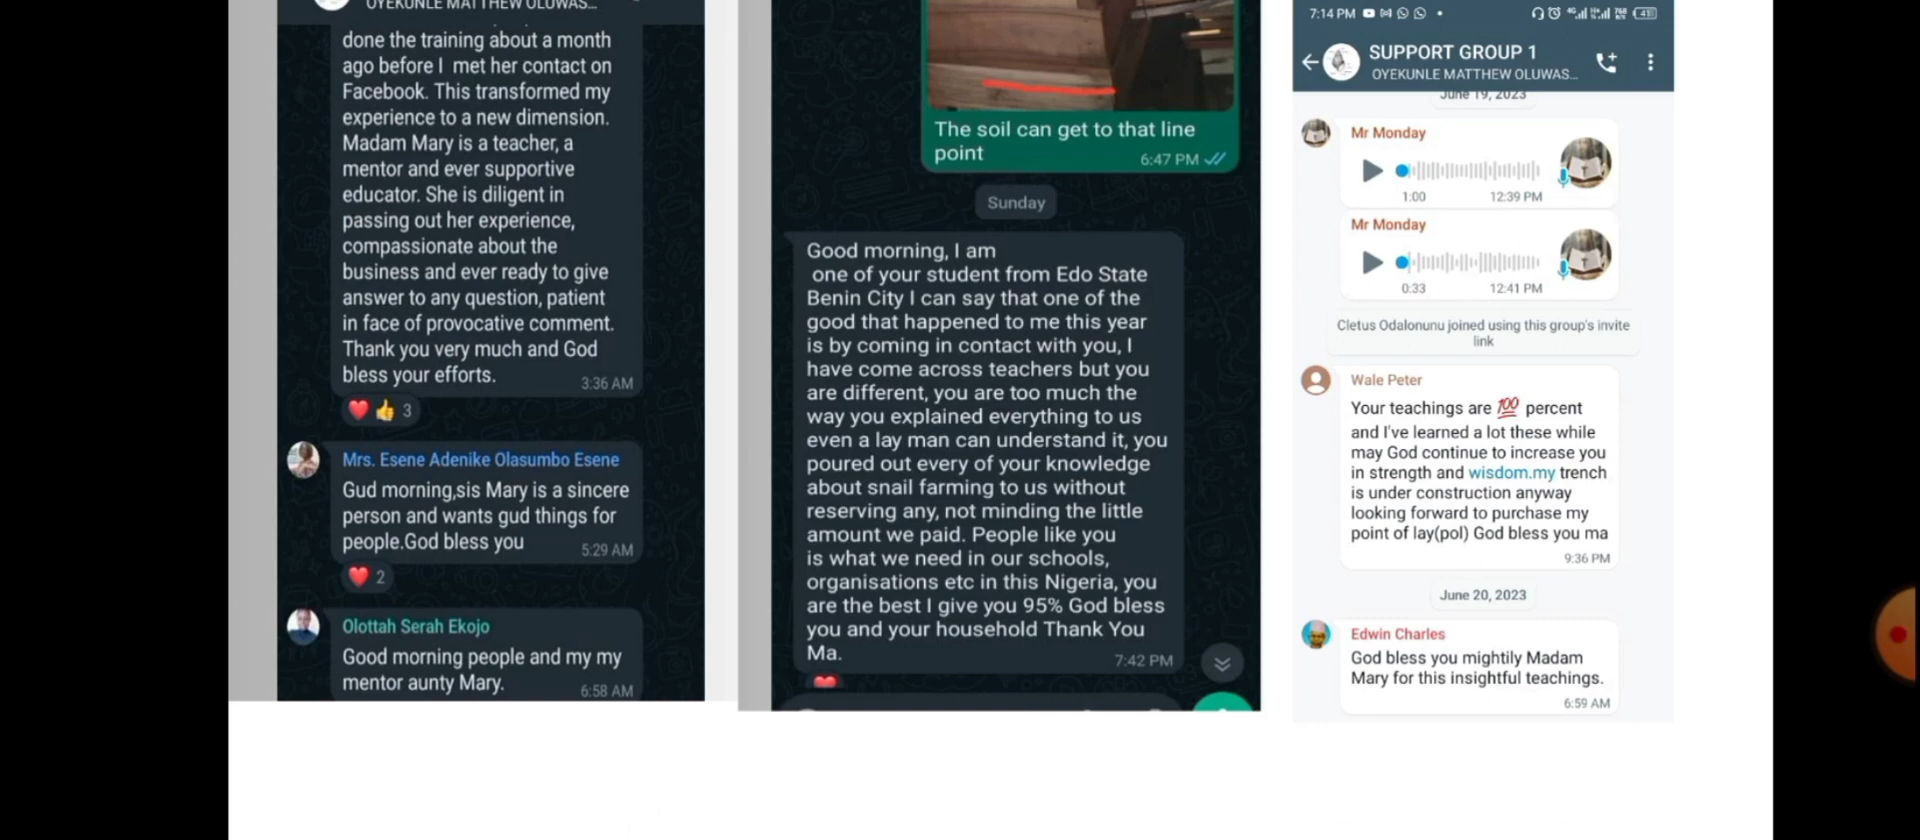 OYEKUNLE MATTHEW OLUWAS...
done the training about a month
ago before I met her contact on
Facebook. This transformed my
experience to a new dimension.
Madam Mary is a teacher, a
mentor and ever supportive
educator. She is diligent in
passing out her experience,
compassionate about the
business and ever ready to give
answer to any question, patient
in face of provocative comment.
Thank you very much and God
bless your efforts.
3:36 AM
❤️👍 3
Mrs. Esene Adenike Olasumbo Esene
Gud morning,sis Mary is a sincere
person and wants gud things for
people.God bless you
5:29 AM
❤️ 2
Olottah Serah Ekojo
Good morning people and my my
mentor aunty Mary.
6:58 AM
The soil can get to that line
point
6:47 PM
Sunday
Good morning, I am
one of your student from Edo State
Benin City I can say that one of the
good that happened to me this year
is by coming in contact with you, I
have come across teachers but you
are different, you are too much the
way you explained everything to us
even a lay man can understand it, you
poured out every of your knowledge
about snail farming to us without
reserving any, not minding the little
amount we paid. People like you
is what we need in our schools,
organisations etc in this Nigeria, you
are the best I give you 95% God bless
you and your household Thank You
Ma.
7:42 PM
7:14 PM
SUPPORT GROUP 1
OYEKUNLE MATTHEW OLUWAS...
June 19, 2023
Mr Monday
1:00 12:39 PM
Mr Monday
0:33 12:41 PM
Cletus Odalonunu joined using this group's invite
link
Wale Peter
Your teachings are 💯 percent
and I've learned a lot these while
may God continue to increase you
in strength and wisdom.my trench
is under construction anyway
looking forward to purchase my
point of lay(pol) God bless you ma
9:36 PM
June 20, 2023
Edwin Charles
God bless you mightily Madam
Mary for this insightful teachings.
6:59 AM